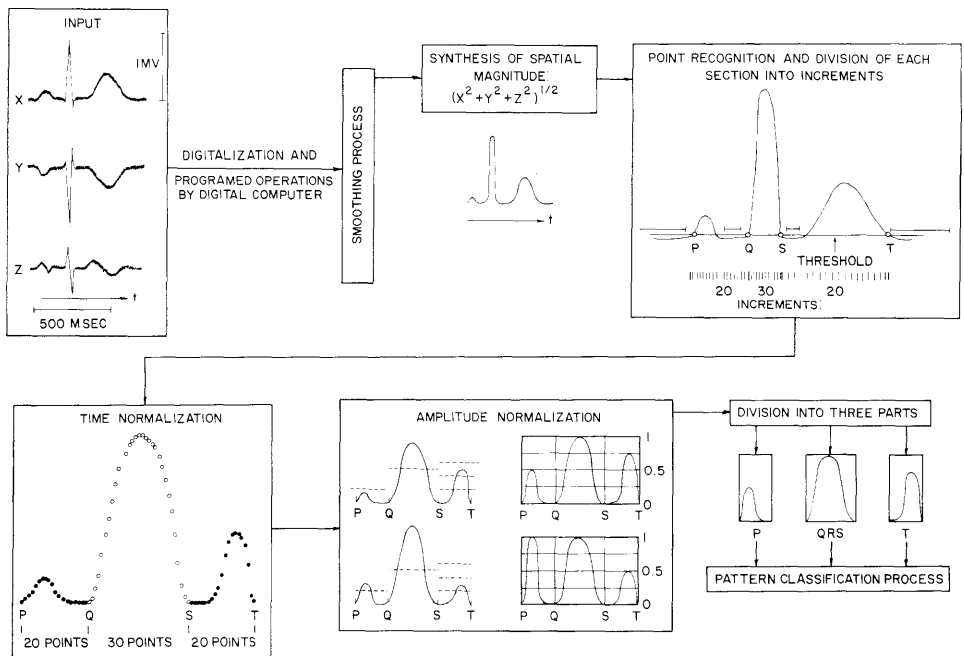 INPUT
1MV
X
Y
Z
t
500 MSEC
DIGITALIZATION AND
PROGRAMED OPERATIONS
BY DIGITAL COMPUTER
SMOOTHING PROCESS
SYNTHESIS OF SPATIAL
MAGNITUDE:
(X² + Y² + Z²)^1/2
t
POINT RECOGNITION AND DIVISION OF EACH
SECTION INTO INCREMENTS
P Q S T
THRESHOLD
20 30 20
INCREMENTS:
TIME NORMALIZATION
P Q S T
20 POINTS 30 POINTS 20 POINTS
AMPLITUDE NORMALIZATION
P Q S T
1
0.5
0
P Q S T
P Q S T
1
0.5
0
P Q S T
DIVISION INTO THREE PARTS
P QRS T
PATTERN CLASSIFICATION PROCESS